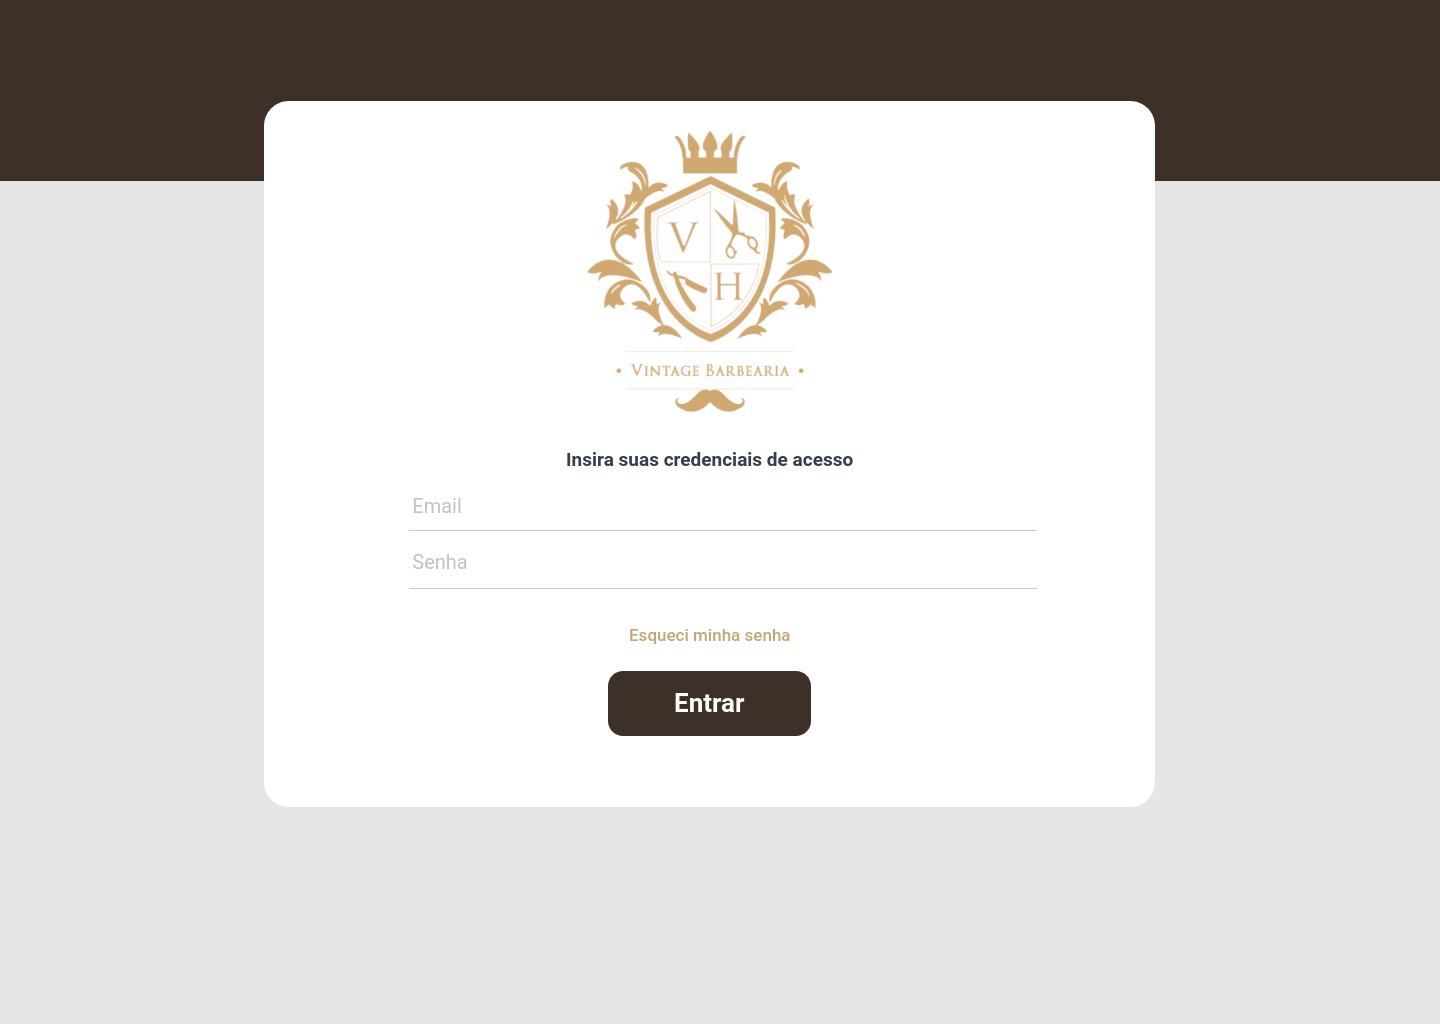 V
H
• VINTAGE BARBEARIA •
Insira suas credenciais de acesso
Email
Senha
Esqueci minha senha
Entrar